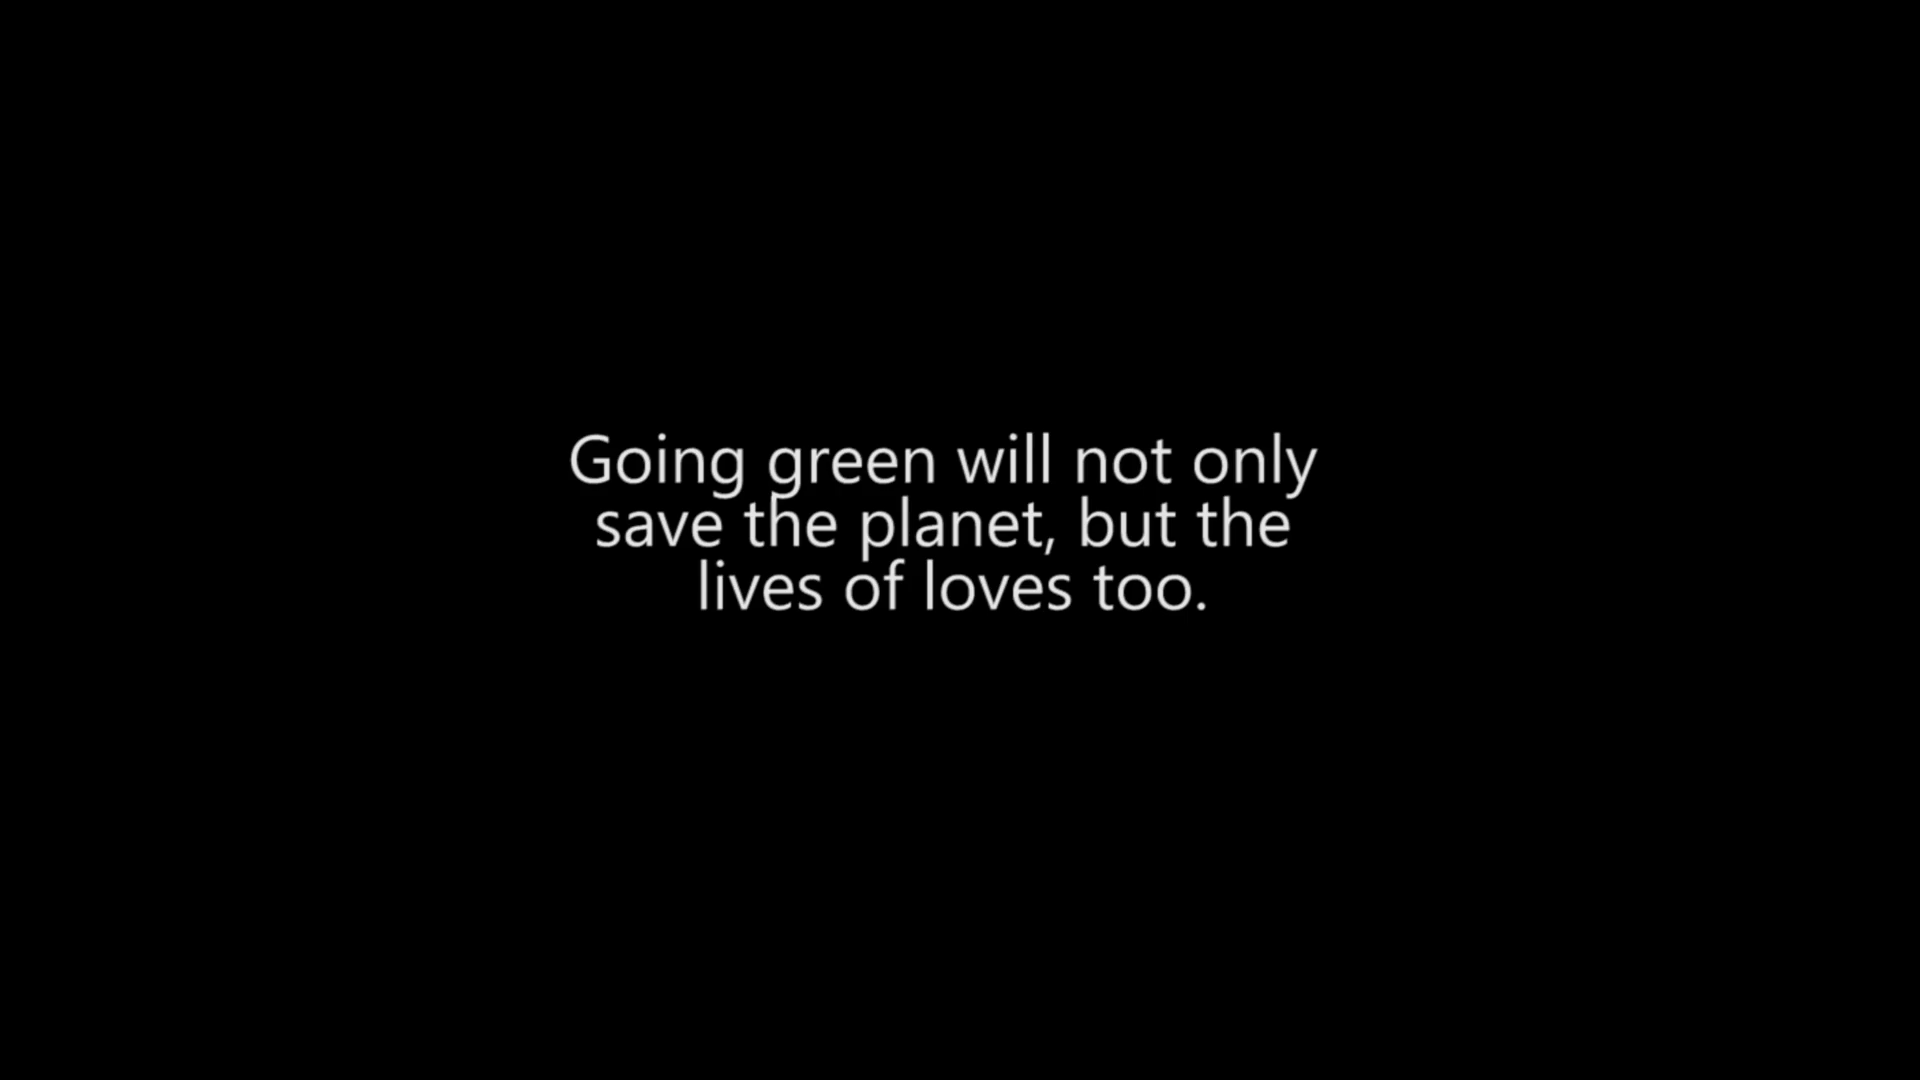 Going green will not only
save the planet, but the
lives of loves too.